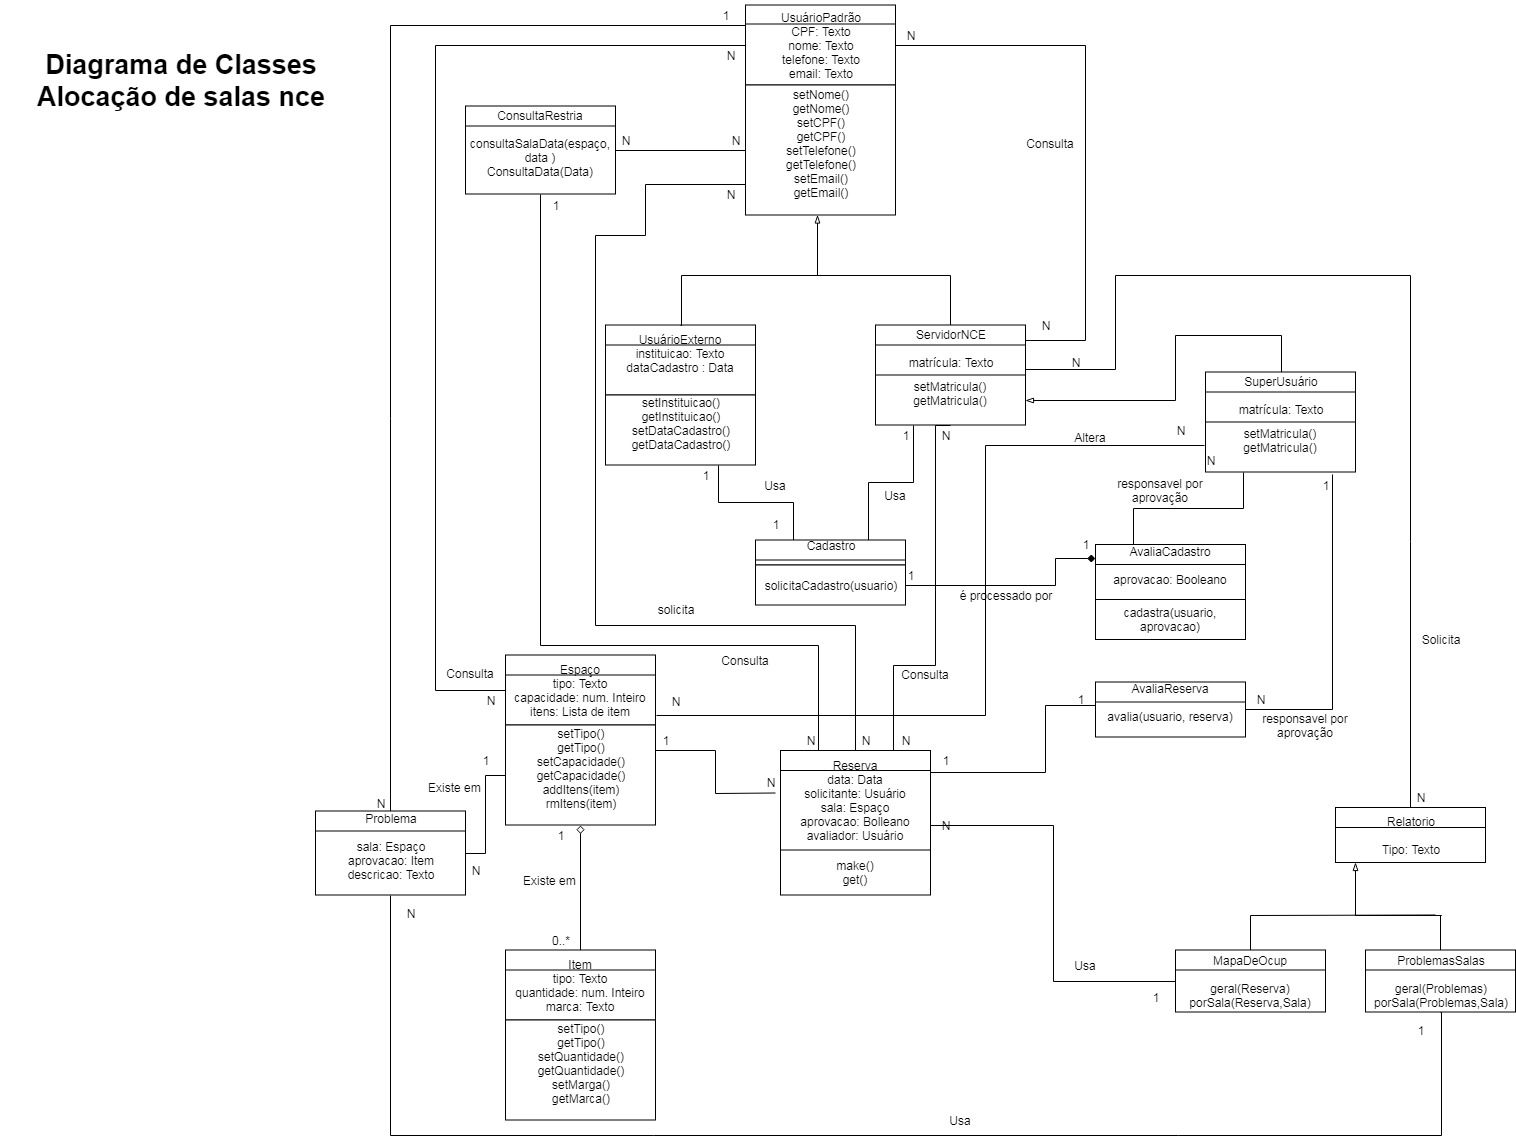 Diagrama de Classes
Alocação de salas nce
UsuárioPadrão
CPF: Texto
nome: Texto
telefone: Texto
email: Texto
setNome()
getNome()
setCPF()
getCPF()
setTelefone()
getTelefone()
setEmail()
getEmail()
1
N
N
N
N
ConsultaRestria
consultaSalaData(espaço,
data )
ConsultaData(Data)
N
1
Consulta
UsuárioExterno
instituicao: Texto
dataCadastro : Data
setInstituicao()
getInstituicao()
setDataCadastro()
getDataCadastro()
1
Usa
1
ServidorNCE
matrícula: Texto
setMatricula()
getMatricula()
N
N
1
N
Usa
SuperUsuário
matrícula: Texto
setMatricula()
getMatricula()
Altera
N
N
1
responsavel por
aprovação
Cadastro
solicitaCadastro(usuario)
1
é processado por
1
AvaliaCadastro
aprovacao: Booleano
cadastra(usuario,
aprovacao)
solicita
Consulta
Consulta
Solicita
Consulta
N
Espaço
tipo: Texto
capacidade: num. Inteiro
itens: Lista de item
setTipo()
getTipo()
setCapacidade()
getCapacidade()
addItens(item)
rmItens(item)
N
1
N
1
Existe em
AvaliaReserva
avalia(usuario, reserva)
1
N
responsavel por
aprovação
N
N
N
Reserva
data: Data
solicitante: Usuário
sala: Espaço
aprovacao: Bolleano
avaliador: Usuário
make()
get()
1
N
N
Problema
sala: Espaço
aprovacao: Item
descricao: Texto
N
N
1
Existe em
0..*
N
Relatorio
Tipo: Texto
Item
tipo: Texto
quantidade: num. Inteiro
marca: Texto
setTipo()
getTipo()
setQuantidade()
getQuantidade()
setMarga()
getMarca()
Usa
1
MapaDeOcup
geral(Reserva)
porSala(Reserva,Sala)
ProblemasSalas
geral(Problemas)
porSala(Problemas,Sala)
1
Usa